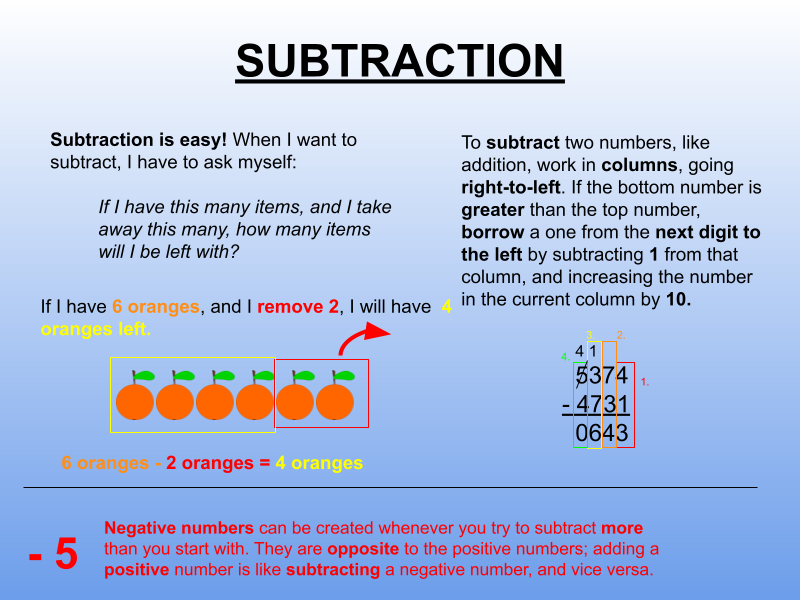 SUBTRACTION
Subtraction is easy! When I want to
subtract, I have to ask myself:
If I have this many items, and I take
away this many, how many items
will I be left with?
If I have 6 oranges, and I remove 2, I will have 4
oranges left.
6 oranges - 2 oranges = 4 oranges
To subtract two numbers, like
addition, work in columns, going
right-to-left. If the bottom number is
greater than the top number,
borrow a one from the next digit to
the left by subtracting 1 from that
column, and increasing the number
in the current column by 10.
3. 2.
4. 4 1
5374
1.
- 4731
0643
- 5
Negative numbers can be created whenever you try to subtract more
than you start with. They are opposite to the positive numbers; adding a
positive number is like subtracting a negative number, and vice versa.